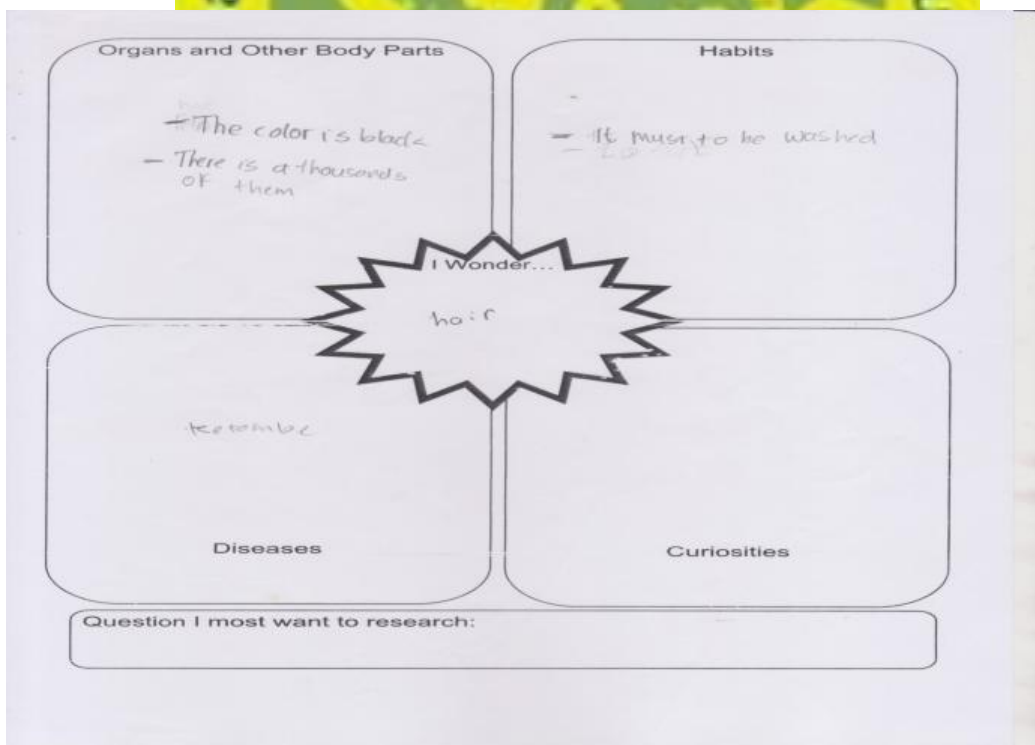 Organs and Other Body Parts
- The color is black
- There is a thousands
of them
Habits
- It must to be washed
I Wonder...
hair
ketombe
Diseases
Curiosities
Question I most want to research: